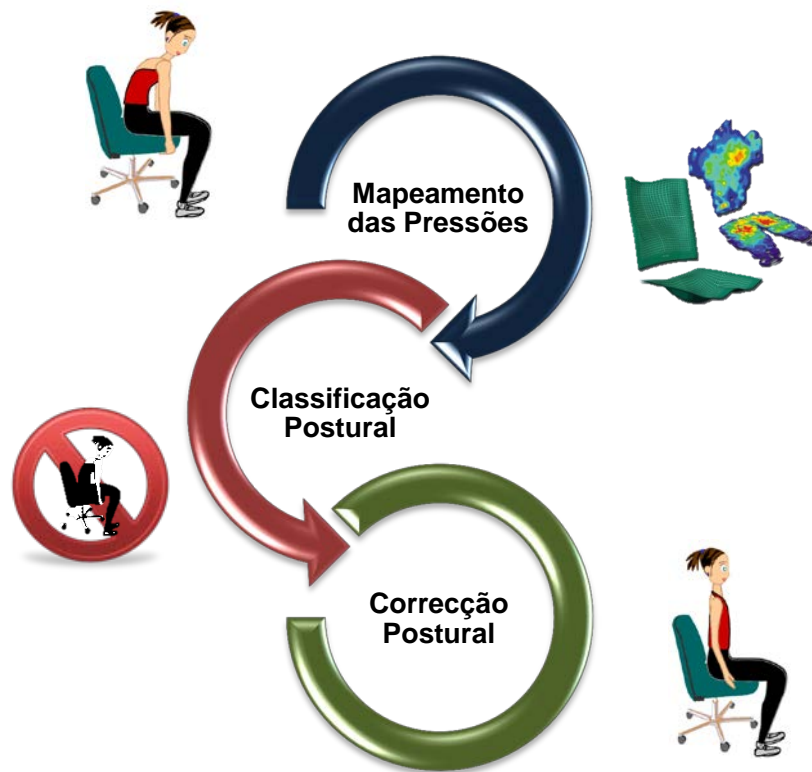 Mapeamento
das Pressões
Classificação
Postural
Correcção
Postural